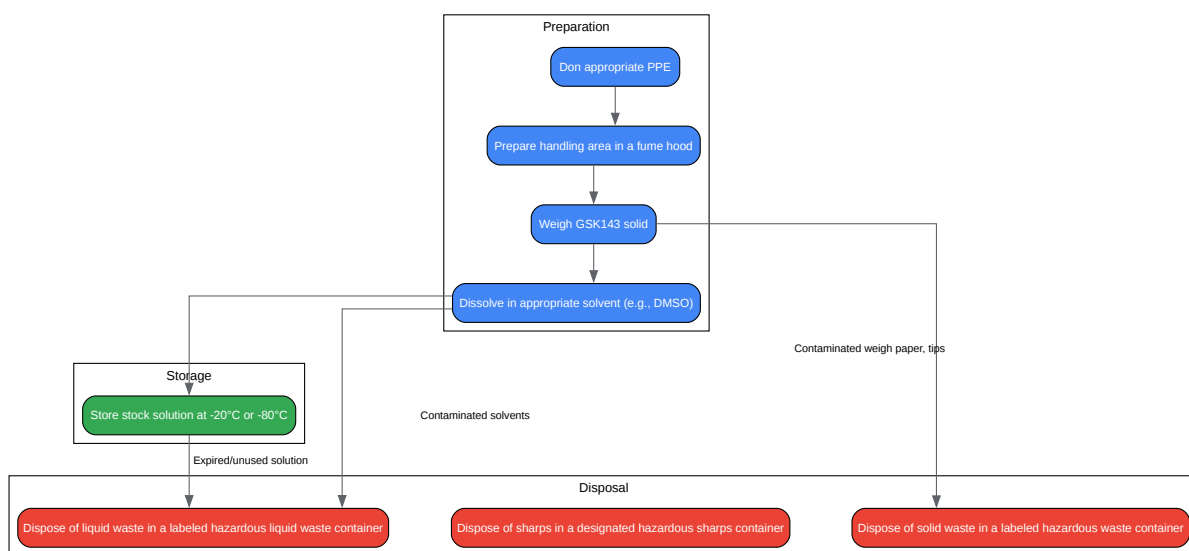 Preparation
Don appropriate PPE
Prepare handling area in a fume hood
Weigh GSK143 solid
Dissolve in appropriate solvent (e.g., DMSO)
Contaminated weigh paper, tips
Storage
Store stock solution at -20°C or -80°C
Contaminated solvents
Expired/unused solution
Disposal
Dispose of liquid waste in a labeled hazardous liquid waste container
Dispose of sharps in a designated hazardous sharps container
Dispose of solid waste in a labeled hazardous waste container